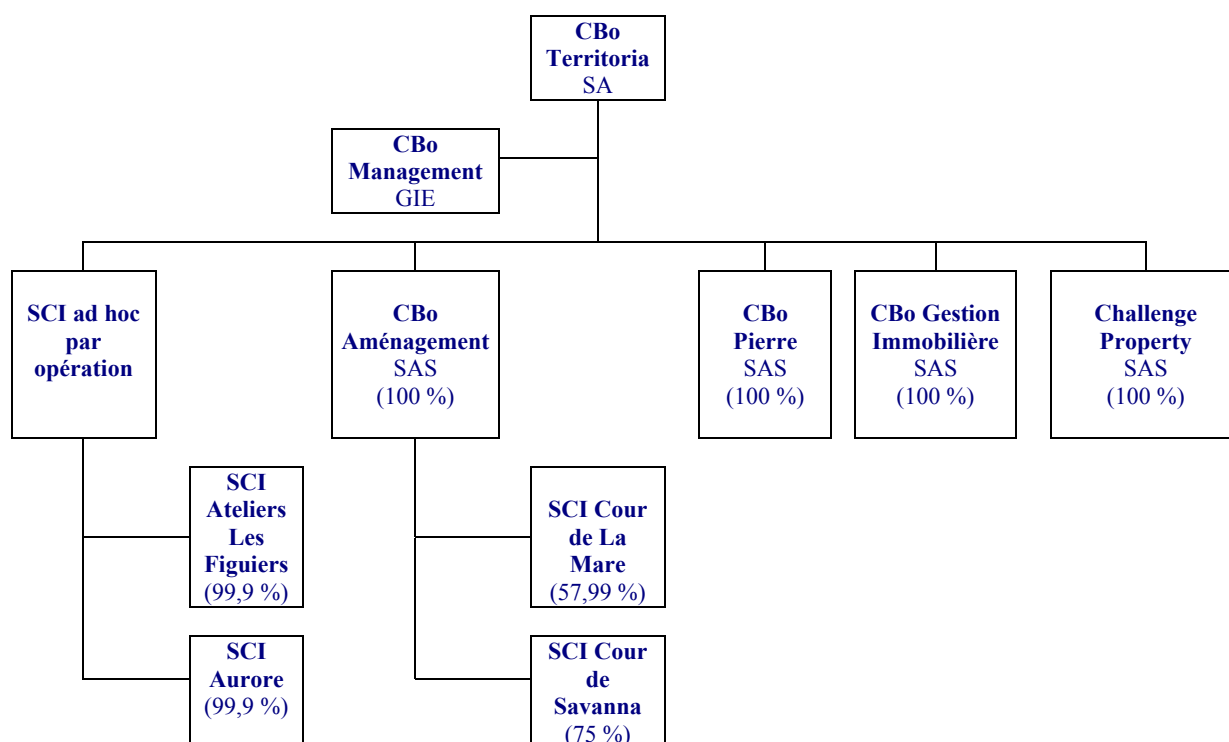 CBo
Territoria
SA
CBo
Management
GIE
SCI ad hoc
par
opération
CBo
Aménagement
SAS
(100 %)
CBo
Pierre
SAS
(100 %)
CBo Gestion
Immobilière
SAS
(100 %)
Challenge
Property
SAS
(100 %)
SCI
Ateliers
Les
Figuiers
(99,9 %)
SCI Cour
de La
Mare
(57,99 %)
SCI
Aurore
(99,9 %)
SCI Cour
de
Savanna
(75 %)